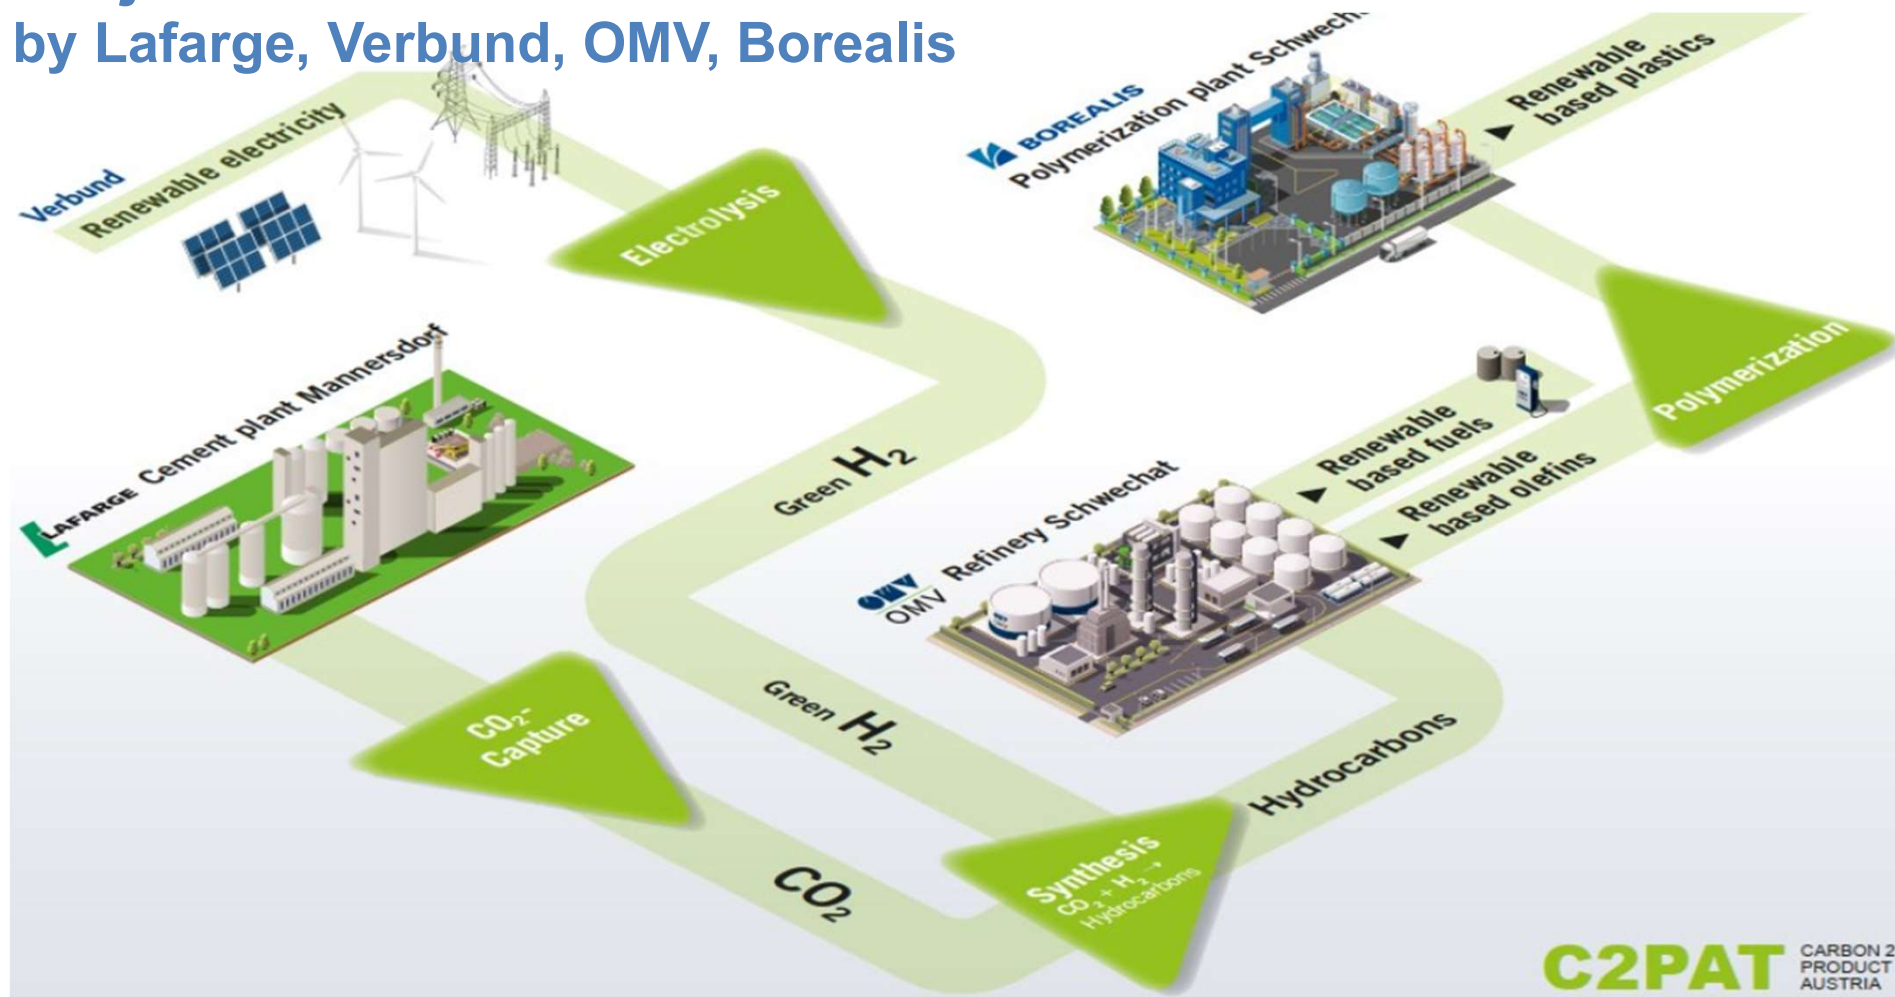 by Lafarge, Verbund, OMV, Borealis
Verbund
Renewable electricity
Electrolysis
BOREALIS
Polymerization plant Schwechat
Renewable
based plastics
Polymerization
LAFARGE Cement plant Mannersdorf
Green H₂
Renewable
based fuels
Renewable
based olefins
OMV
OMV Refinery Schwechat
CO₂-
Capture
Green H₂
Hydrocarbons
CO₂
Synthesis
CO₂ + H₂ →
Hydrocarbons
C2PAT
CARBON 2
PRODUCT
AUSTRIA